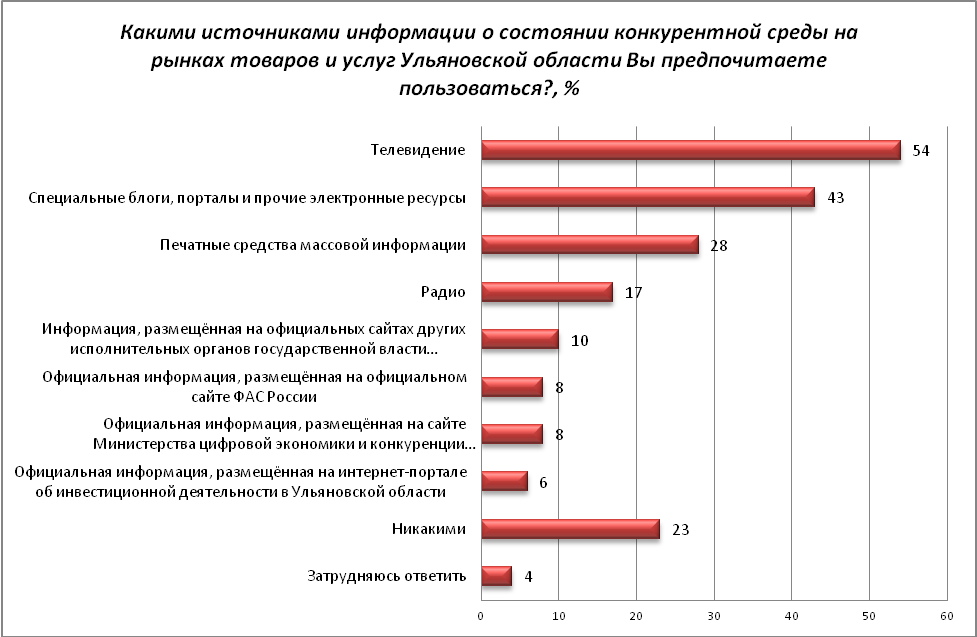 Какими источниками информации о состоянии конкурентной среды на
рынках товаров и услуг Ульяновской области Вы предпочитаете
пользоваться?, %
Телевидение 54
Специальные блоги, порталы и прочие электронные ресурсы 43
Печатные средства массовой информации 28
Радио 17
Информация, размещённая на официальных сайтах других
исполнительных органов государственной власти... 10
Официальная информация, размещённая на официальном
сайте ФАС России 8
Официальная информация, размещённая на сайте
Министерства цифровой экономики и конкуренции... 8
Официальная информация, размещённая на интернет-портале
об инвестиционной деятельности в Ульяновской области 6
Никакими 23
Затрудняюсь ответить 4
0 10 20 30 40 50 60